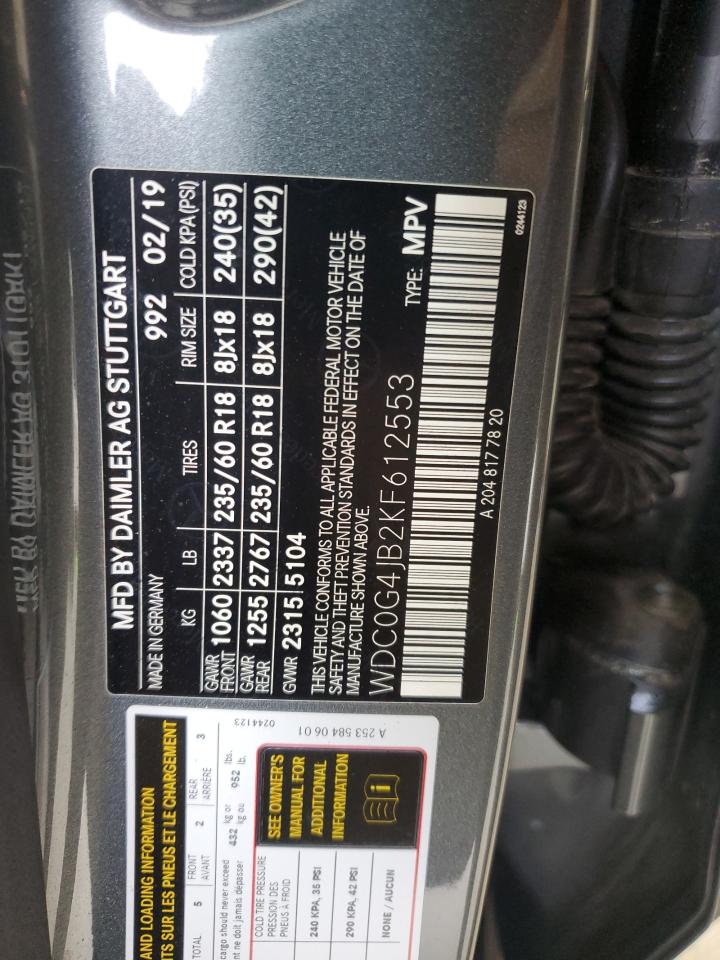 MFD BY DAIMLER AG STUTTGART
MADE IN GERMANY 992 02/19
KG LB TIRES RIM SIZE COLD KPA (PSI)
GAWR FRONT 1060 2337 235/60 R18 8Jx18 240(35)
GAWR REAR 1255 2767 235/60 R18 8Jx18 290(42)
GVWR 2315 5104
THIS VEHICLE CONFORMS TO ALL APPLICABLE FEDERAL MOTOR VEHICLE
SAFETY AND THEFT PREVENTION STANDARDS IN EFFECT ON THE DATE OF
MANUFACTURE SHOWN ABOVE.
WDC0G4JB2KF612553 TYPE: MPV
A 204 817 78 20
0244123
AND LOADING INFORMATION
TS SUR LES PNEUS ET LE CHARGEMENT
TOTAL 5 FRONT AVANT 2 REAR ARRIÈRE 3
cargo should never exceed 432 kg or 952 lbs.
nt ne doit jamais dépasser kg ou lb.
COLD TIRE PRESSURE
PRESSION DES
PNEUS À FROID
240 KPA, 35 PSI
290 KPA, 42 PSI
NONE / AUCUN
SEE OWNER'S
MANUAL FOR
ADDITIONAL
INFORMATION
A 253 584 06 01
0244123